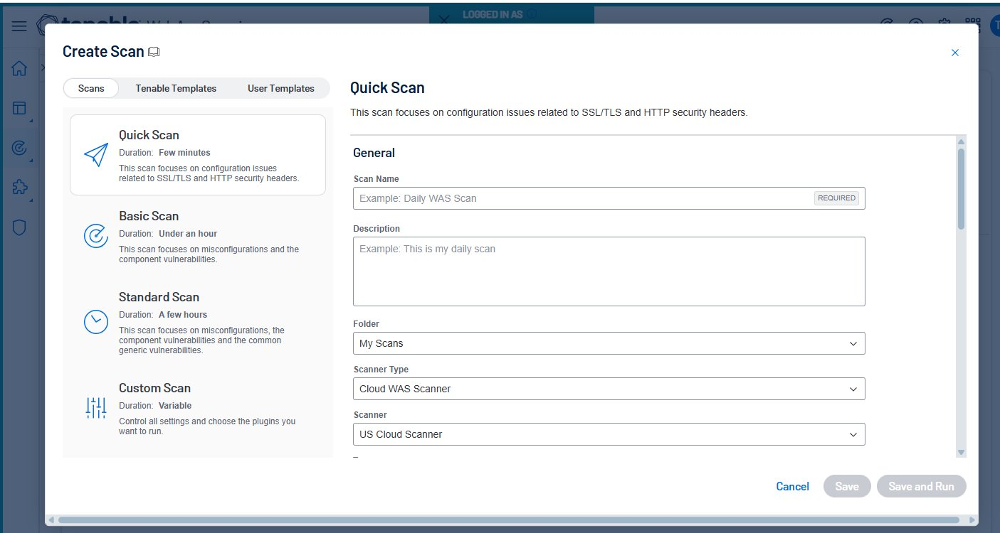 LOGGED IN AS
Create Scan
Scans
Tenable Templates
User Templates
Quick Scan
Duration: Few minutes
This scan focuses on configuration issues
related to SSL/TLS and HTTP security headers.
Basic Scan
Duration: Under an hour
This scan focuses on misconfigurations and the
component vulnerabilities.
Standard Scan
Duration: A few hours
This scan focuses on misconfigurations, the
component vulnerabilities and the common
generic vulnerabilities.
Custom Scan
Duration: Variable
Control all settings and choose the plugins you
want to run.
Quick Scan
This scan focuses on configuration issues related to SSL/TLS and HTTP security headers.
General
Scan Name
Example: Daily WAS Scan
REQUIRED
Description
Example: This is my daily scan
Folder
My Scans
Scanner Type
Cloud WAS Scanner
Scanner
US Cloud Scanner
Cancel
Save
Save and Run